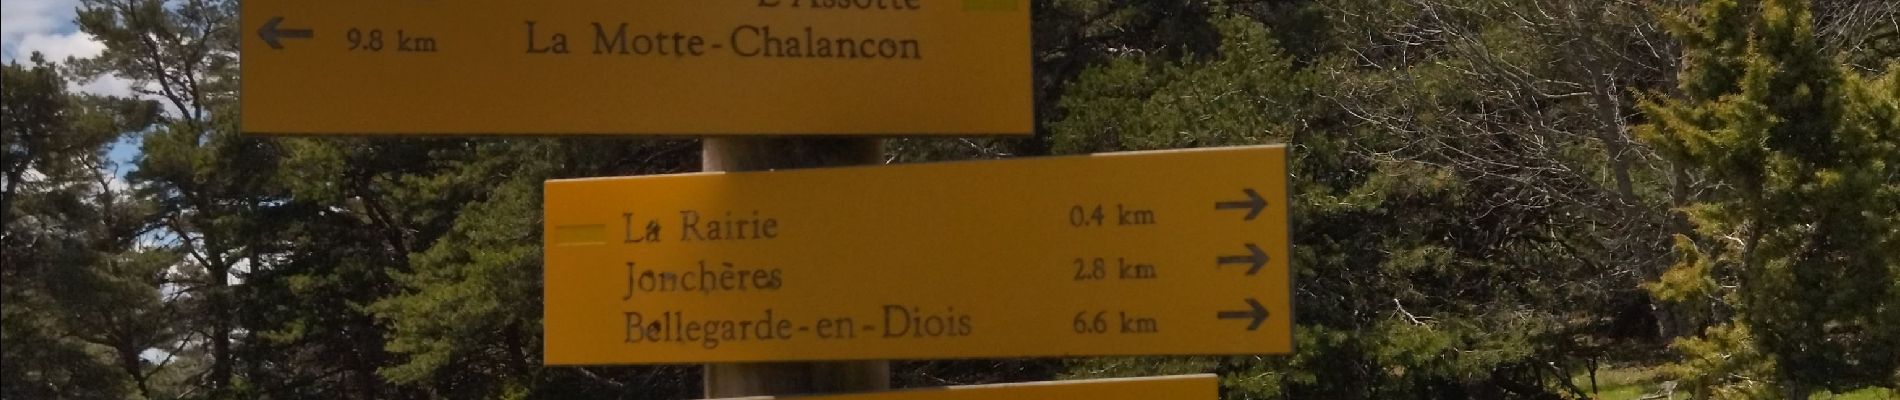 L'Assotte
← 9.8 km La Motte-Chalancon
La Rairie 0.4 km →
Jonchères 2.8 km →
Bellegarde-en-Diois 6.6 km →